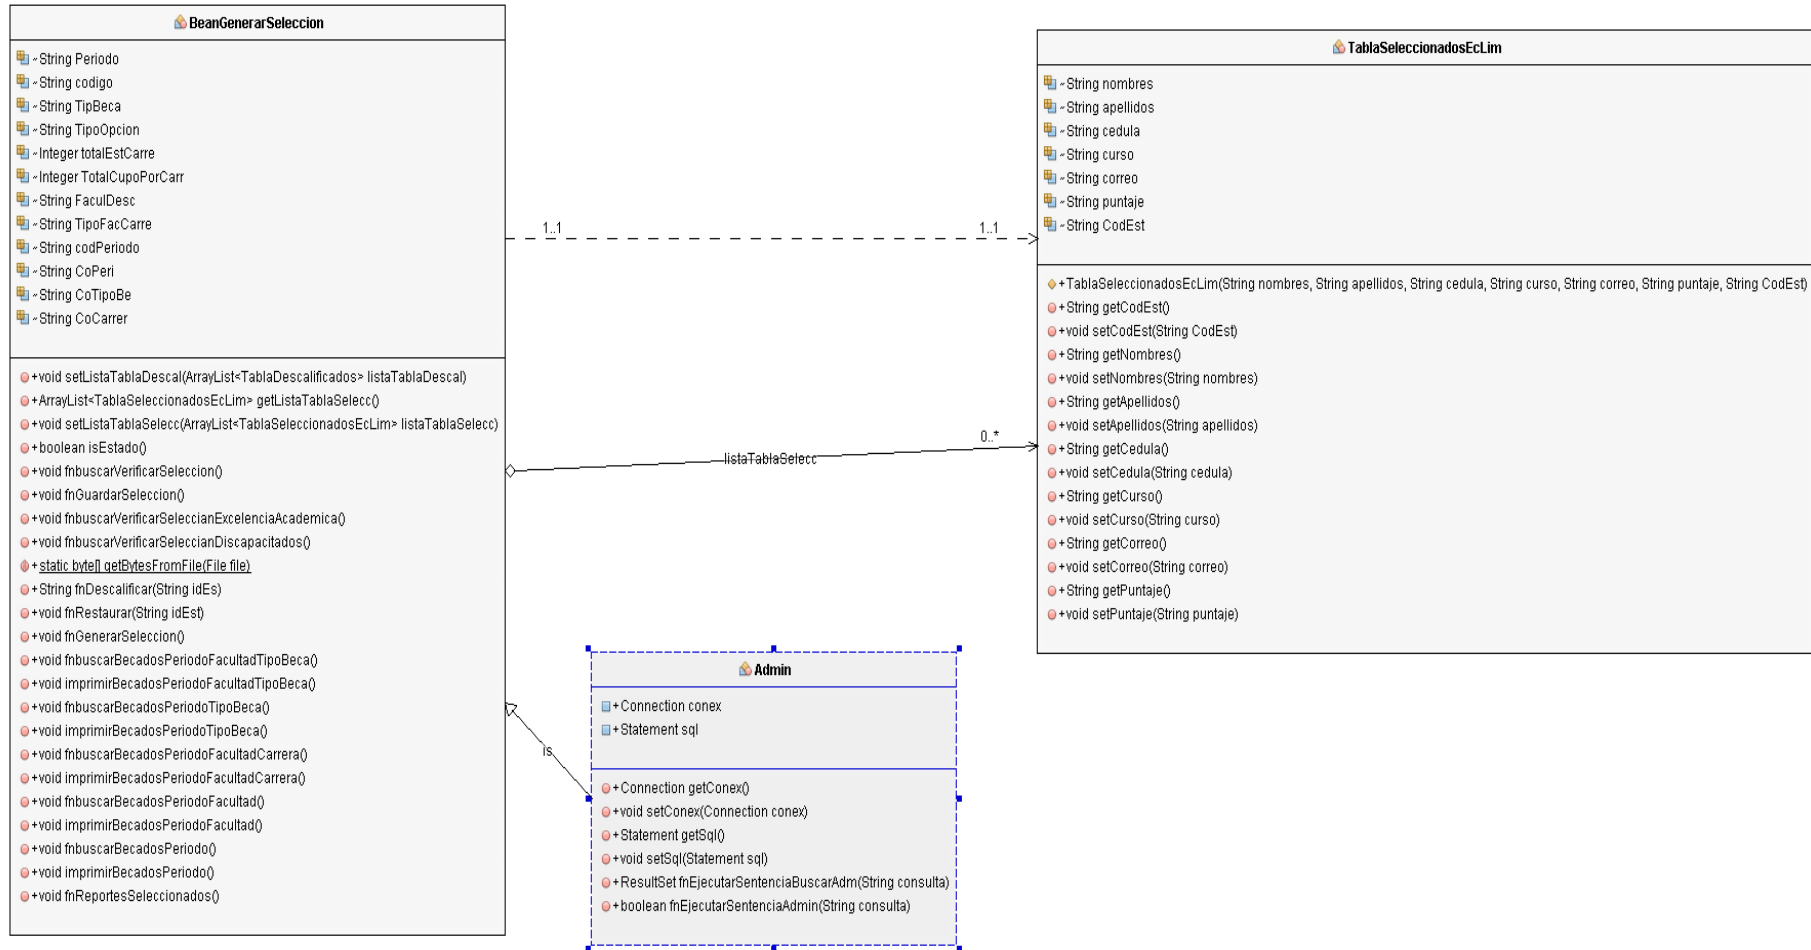 BeanGenerarSeleccion
~String Periodo
~String codigo
~String TipBeca
~String TipoOpcion
~Integer totalEstCarre
~Integer TotalCupoPorCarr
~String FaculDesc
~String TipoFacCarre
~String codPeriodo
~String CoPeri
~String CoTipoBe
~String CoCarrer
+void setListaTablaDescal(ArrayList<TablaDescalificados> listaTablaDescal)
+ArrayList<TablaSeleccionadosEcLim> getListaTablaSelecc()
+void setListaTablaSelecc(ArrayList<TablaSeleccionadosEcLim> listaTablaSelecc)
+boolean isEstado()
+void fnbuscarVerificarSeleccion()
+void fnGuardarSeleccion()
+void fnbuscarVerificarSeleccianExcelenciaAcademica()
+void fnbuscarVerificarSeleccianDiscapacitados()
+static byte[] getBytesFromFile(File file)
+String fnDescalificar(String idEs)
+void fnRestaurar(String idEst)
+void fnGenerarSeleccion()
+void fnbuscarBecadosPeriodoFacultadTipoBeca()
+void imprimirBecadosPeriodoFacultadTipoBeca()
+void fnbuscarBecadosPeriodoTipoBeca()
+void imprimirBecadosPeriodoTipoBeca()
+void fnbuscarBecadosPeriodoFacultadCarrera()
+void imprimirBecadosPeriodoFacultadCarrera()
+void fnbuscarBecadosPeriodoFacultad()
+void imprimirBecadosPeriodoFacultad()
+void fnbuscarBecadosPeriodo()
+void imprimirBecadosPeriodo()
+void fnReportesSeleccionados()
1..1
1..1
listaTablaSelecc
0..*
is
Admin
+Connection conex
+Statement sql
+Connection getConex()
+void setConex(Connection conex)
+Statement getSql()
+void setSql(Statement sql)
+ResultSet fnEjecutarSentenciaBuscarAdm(String consulta)
+boolean fnEjecutarSentenciaAdmin(String consulta)
TablaSeleccionadosEcLim
~String nombres
~String apellidos
~String cedula
~String curso
~String correo
~String puntaje
~String CodEst
+TablaSeleccionadosEcLim(String nombres, String apellidos, String cedula, String curso, String correo, String puntaje, String CodEst)
+String getCodEst()
+void setCodEst(String CodEst)
+String getNombres()
+void setNombres(String nombres)
+String getApellidos()
+void setApellidos(String apellidos)
+String getCedula()
+void setCedula(String cedula)
+String getCurso()
+void setCurso(String curso)
+String getCorreo()
+void setCorreo(String correo)
+String getPuntaje()
+void setPuntaje(String puntaje)